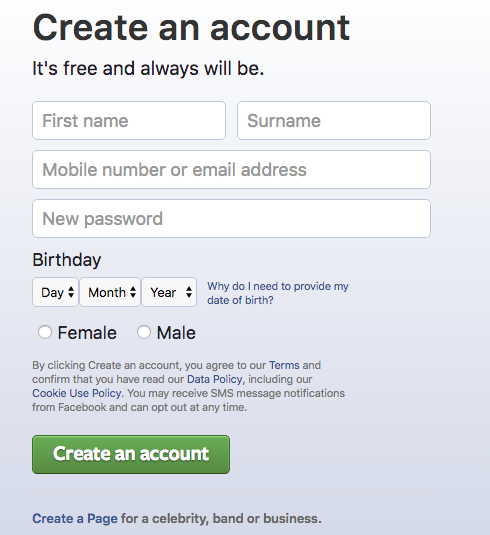 Create an account
It's free and always will be.
First name Surname
Mobile number or email address
New password
Birthday
Day Month Year Why do I need to provide my
date of birth?
Female Male
By clicking Create an account, you agree to our Terms and
confirm that you have read our Data Policy, including our
Cookie Use Policy. You may receive SMS message notifications
from Facebook and can opt out at any time.
Create an account
Create a Page for a celebrity, band or business.